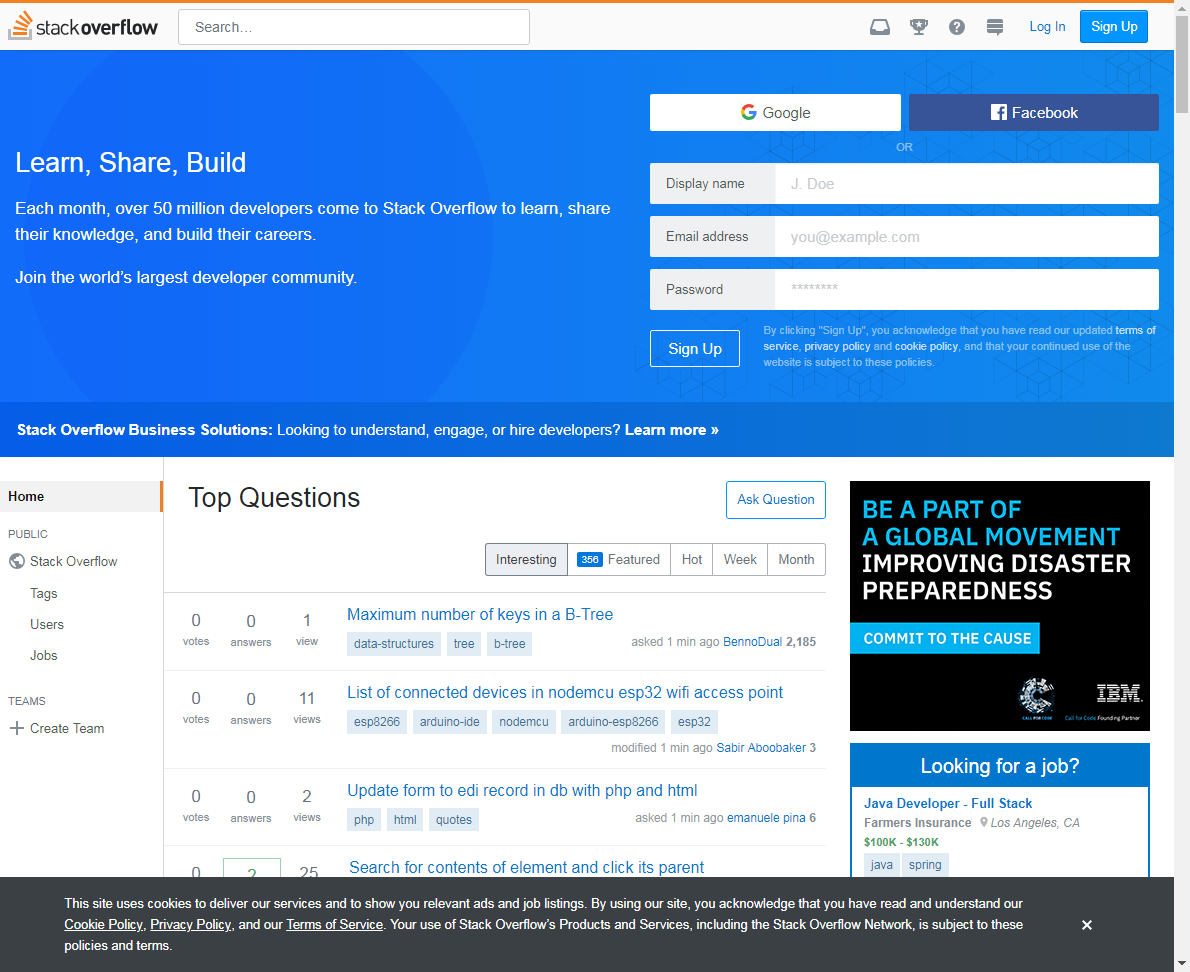 stackoverflow
Search…
Log In
Sign Up
Google
Facebook
OR
Learn, Share, Build
Each month, over 50 million developers come to Stack Overflow to learn, share
their knowledge, and build their careers.
Join the world’s largest developer community.
Display name
J. Doe
Email address
you@example.com
Password
********
Sign Up
By clicking "Sign Up", you acknowledge that you have read our updated terms of
service, privacy policy and cookie policy, and that your continued use of the
website is subject to these policies.
Stack Overflow Business Solutions: Looking to understand, engage, or hire developers? Learn more »
Home
PUBLIC
Stack Overflow
Tags
Users
Jobs
TEAMS
Create Team
Top Questions
Ask Question
Interesting
356 Featured
Hot
Week
Month
0 votes
0 answers
1 view
Maximum number of keys in a B-Tree
data-structures tree b-tree
asked 1 min ago BennoDual 2,185
0 votes
0 answers
11 views
List of connected devices in nodemcu esp32 wifi access point
esp8266 arduino-ide nodemcu arduino-esp8266 esp32
modified 1 min ago Sabir Aboobaker 3
0 votes
0 answers
2 views
Update form to edi record in db with php and html
php html quotes
asked 1 min ago emanuele pina 6
0
2
25
Search for contents of element and click its parent
BE A PART OF
A GLOBAL MOVEMENT
IMPROVING DISASTER
PREPAREDNESS
COMMIT TO THE CAUSE
CALL FOR CODE
IBM.
Call for Code Founding Partner
Looking for a job?
Java Developer - Full Stack
Farmers Insurance Los Angeles, CA
$100K - $130K
java spring
This site uses cookies to deliver our services and to show you relevant ads and job listings. By using our site, you acknowledge that you have read and understand our
Cookie Policy, Privacy Policy, and our Terms of Service. Your use of Stack Overflow’s Products and Services, including the Stack Overflow Network, is subject to these
policies and terms.